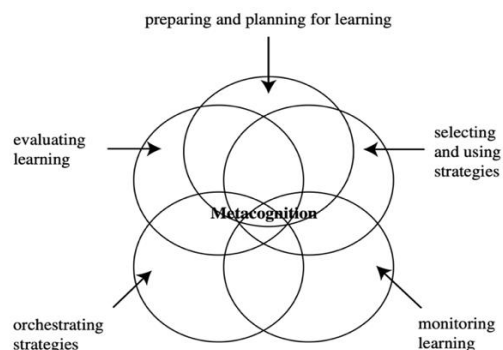 preparing and planning for learning
evaluating
learning
selecting
and using
strategies
Metacognition
orchestrating
strategies
monitoring
learning